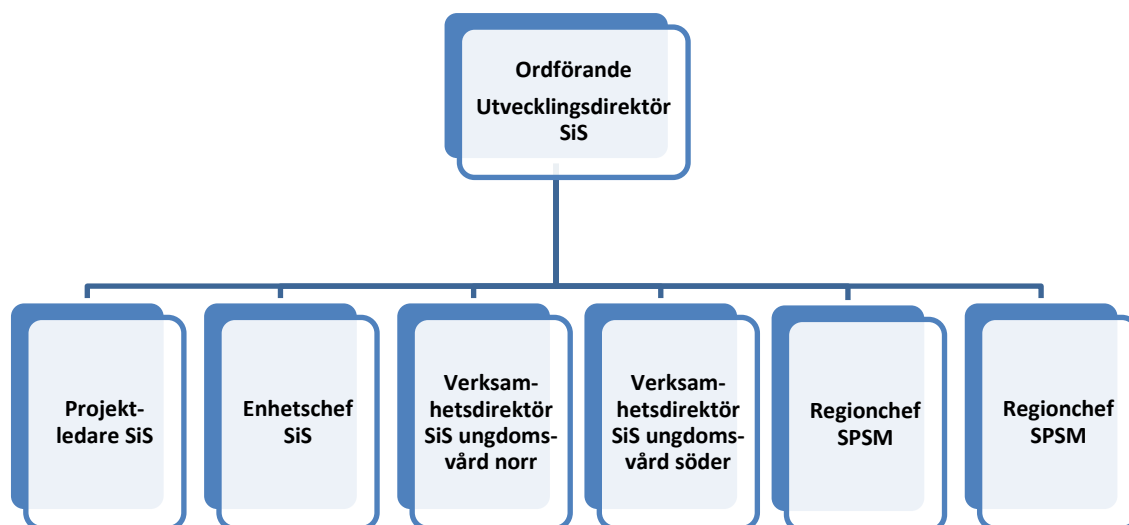 Ordförande
Utvecklingsdirektör
SiS
Projekt-
ledare SiS
Enhetschef
SiS
Verksam-
hetsdirektör
SiS ungdoms-
vård norr
Verksam-
hetsdirektör
SiS ungdoms-
vård söder
Regionchef
SPSM
Regionchef
SPSM